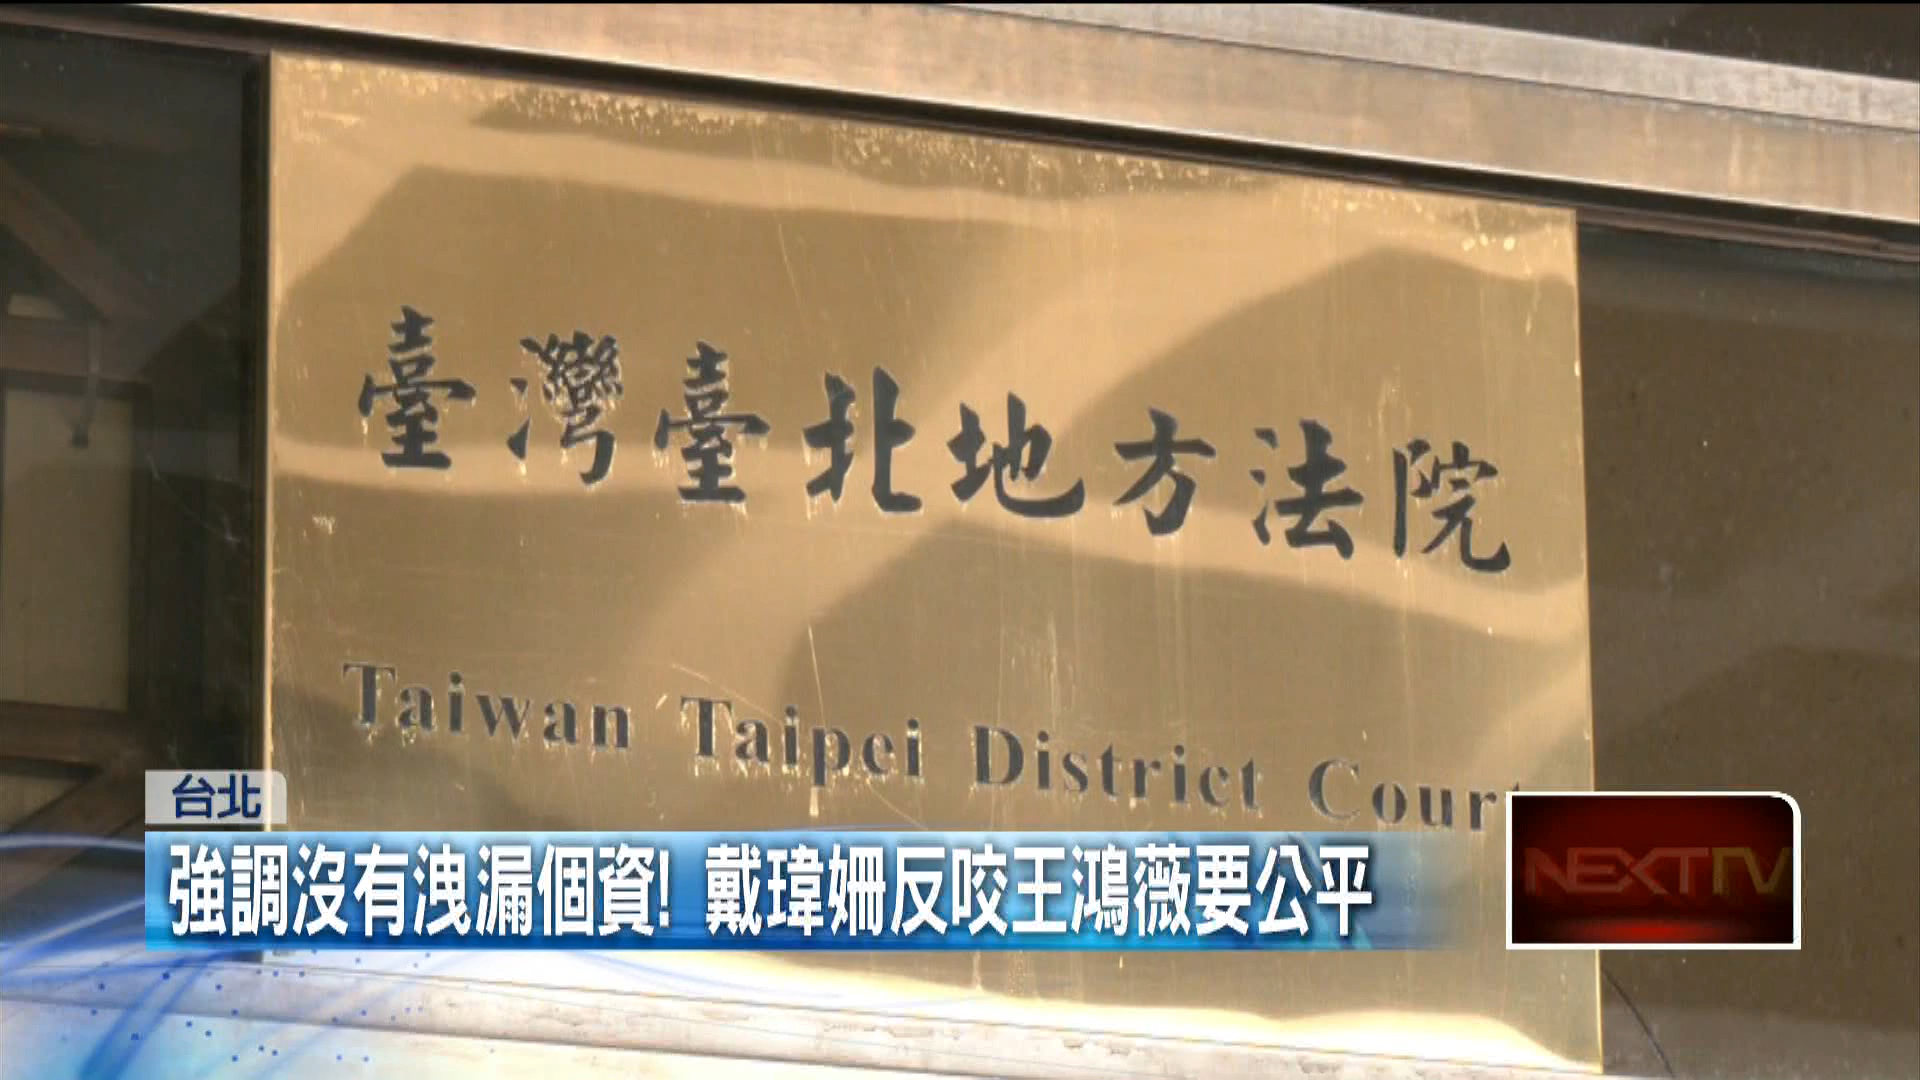 臺灣臺北地方法院
Taiwan Taipei District Court
台北
強調沒有洩漏個資! 戴瑋姍反咬王鴻薇要公平
NEXTTV